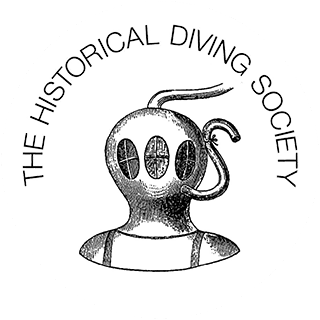 THE HISTORICAL DIVING SOCIETY